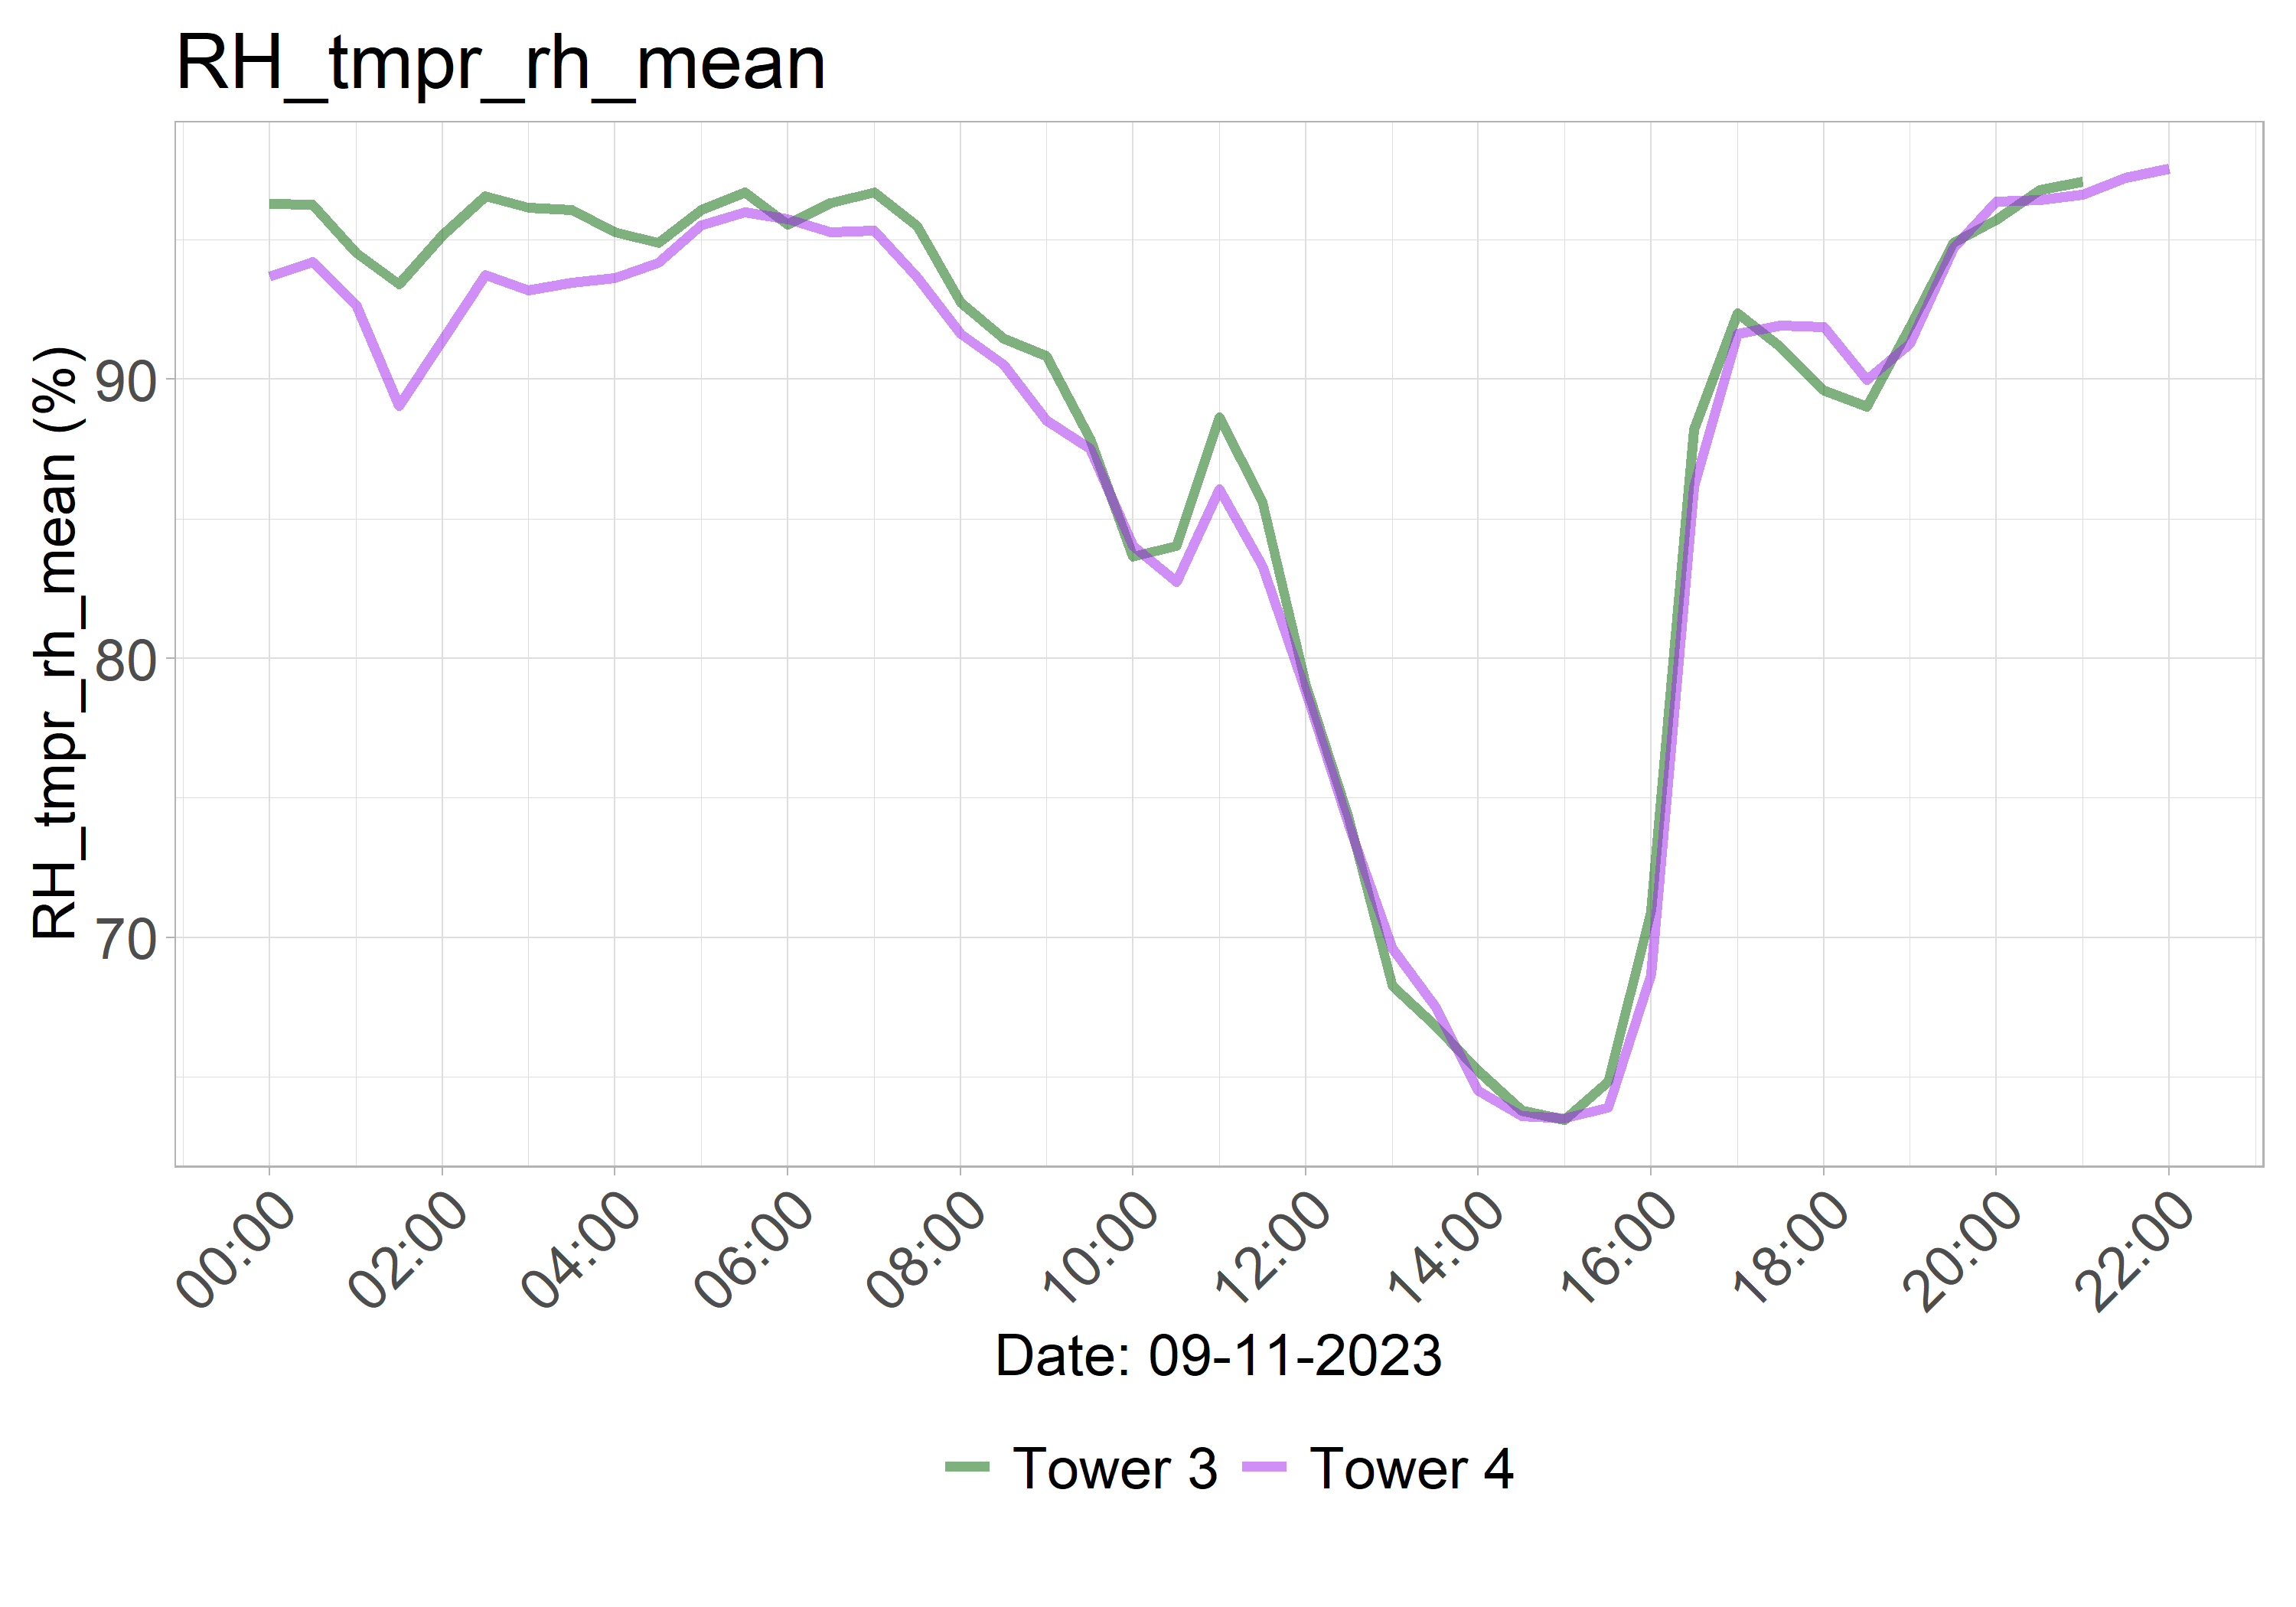 RH_tmpr_rh_mean
RH_tmpr_rh_mean (%)
90
80
70
00:00 02:00 04:00 06:00 08:00 10:00 12:00 14:00 16:00 18:00 20:00 22:00
Date: 09-11-2023
Tower 3 Tower 4